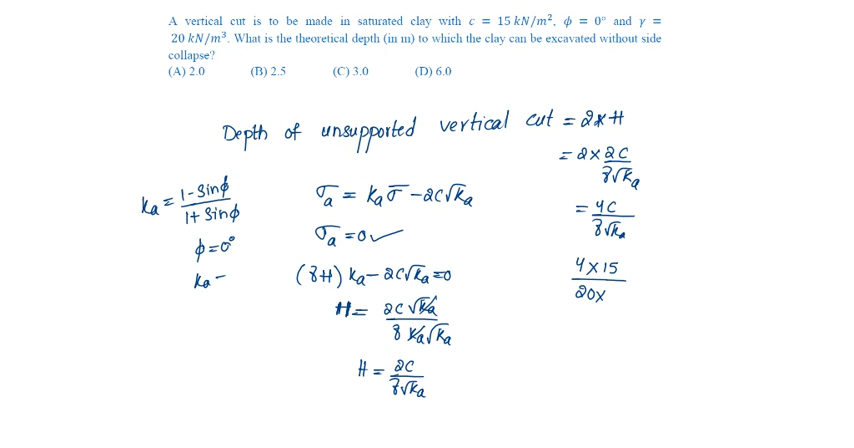 A vertical cut is to be made in saturated clay with c = 15 kN/m², ϕ = 0° and γ =
20 kN/m³. What is the theoretical depth (in m) to which the clay can be excavated without side
collapse?
(A) 2.0 (B) 2.5 (C) 3.0 (D) 6.0
Depth of unsupported vertical cut = 2×H
= 2 × 2C / γ√Ka
= 4C / γ√Ka
4×15 / 20×
Ka = 1-Sinϕ / 1+Sinϕ
ϕ=0°
Ka =
σa = Ka σ̄ - 2C√Ka
σa = 0 ✓
(γH) Ka - 2C√Ka = 0
H = 2C√Ka / γ Ka√Ka
H = 2C / γ√Ka